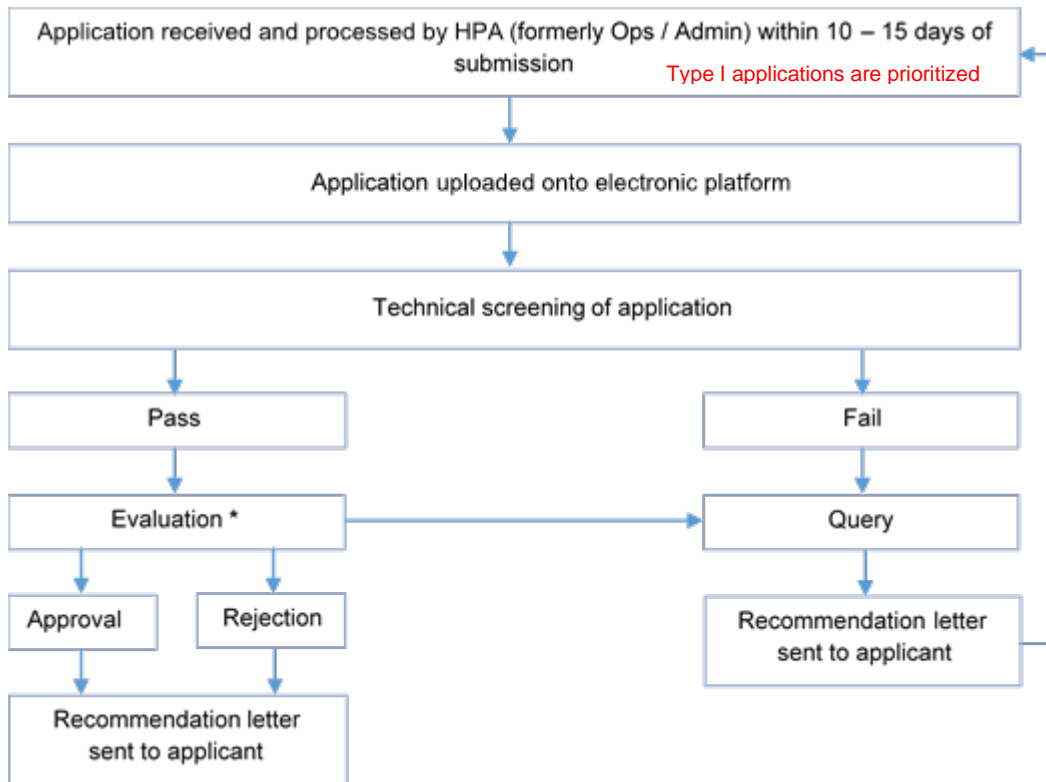 Application received and processed by HPA (formerly Ops / Admin) within 10 – 15 days of
submission
Type I applications are prioritized
Application uploaded onto electronic platform
Technical screening of application
Pass
Fail
Evaluation *
Query
Approval
Rejection
Recommendation letter
sent to applicant
Recommendation letter
sent to applicant